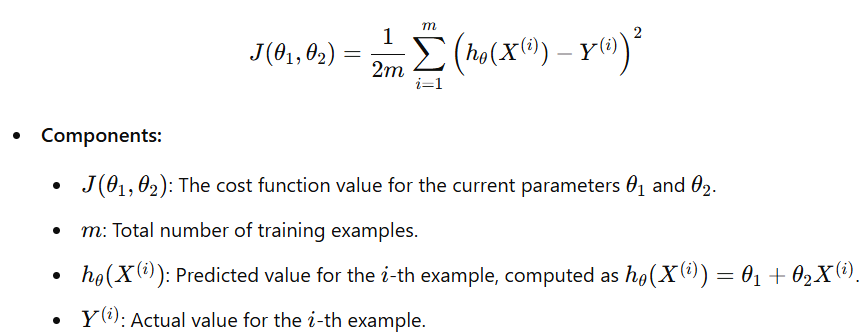 J(θ₁, θ₂) = \frac{1}{2m} \sum_{i=1}^{m} (h_θ(X^{(i)}) − Y^{(i)})^2
• Components:
• J(θ₁, θ₂): The cost function value for the current parameters θ₁ and θ₂.
• m: Total number of training examples.
• h_θ(X^{(i)}): Predicted value for the i-th example, computed as h_θ(X^{(i)}) = θ₁ + θ₂X^{(i)}.
• Y^{(i)}: Actual value for the i-th example.